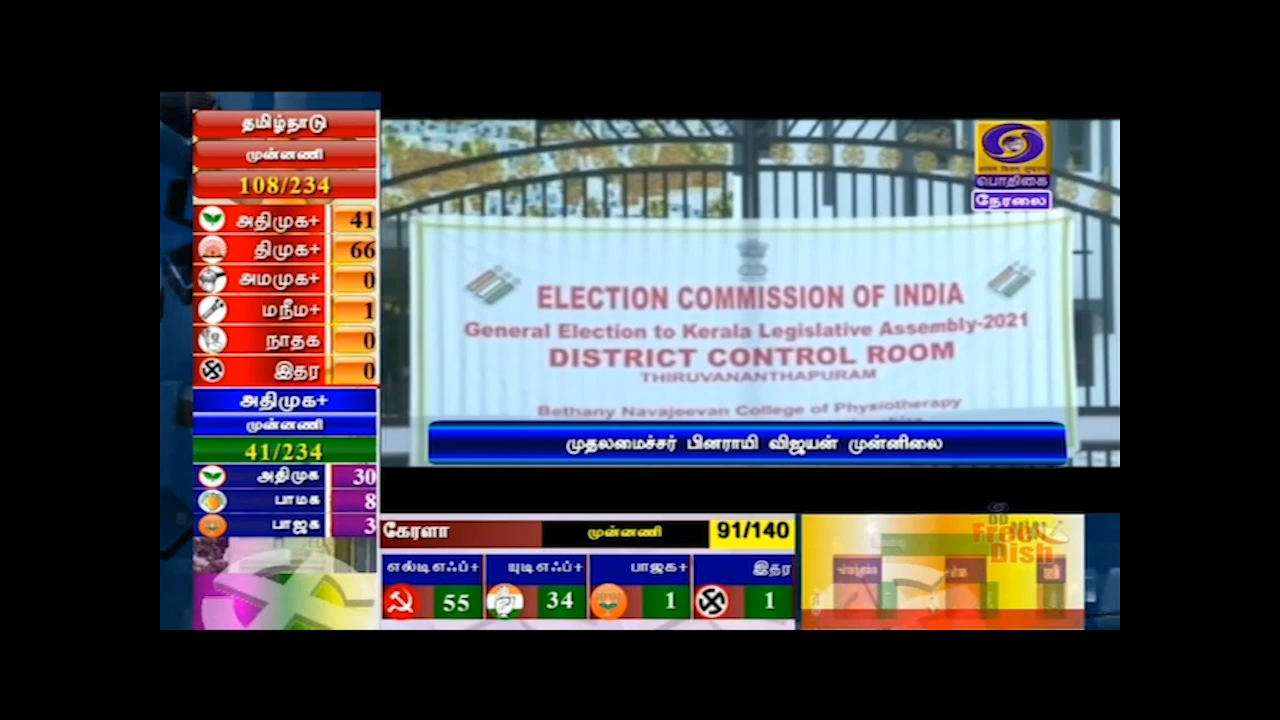 தமிழ்நாடு
முன்னணி
108/234
அதிமுக+ 41
திமுக+ 66
அமமுக+ 0
மநீம+ 1
நாதக 0
இதர 0
அதிமுக+
முன்னணி
41/234
அதிமுக 30
பாமக 8
பாஜக 3
பொதிகை
நேரலை
ELECTION COMMISSION OF INDIA
General Election to Kerala Legislative Assembly-2021
DISTRICT CONTROL ROOM
THIRUVANANTHAPURAM
Bethany Navajeevan College of Physiotherapy
முதலமைச்சர் பினராயி விஜயன் முன்னிலை
கேரளா முன்னணி 91/140
எல்டிஎஃப்+ யுடிஎஃப்+ பாஜக+ இதர
55 34 1 1
DD
Free
Dish